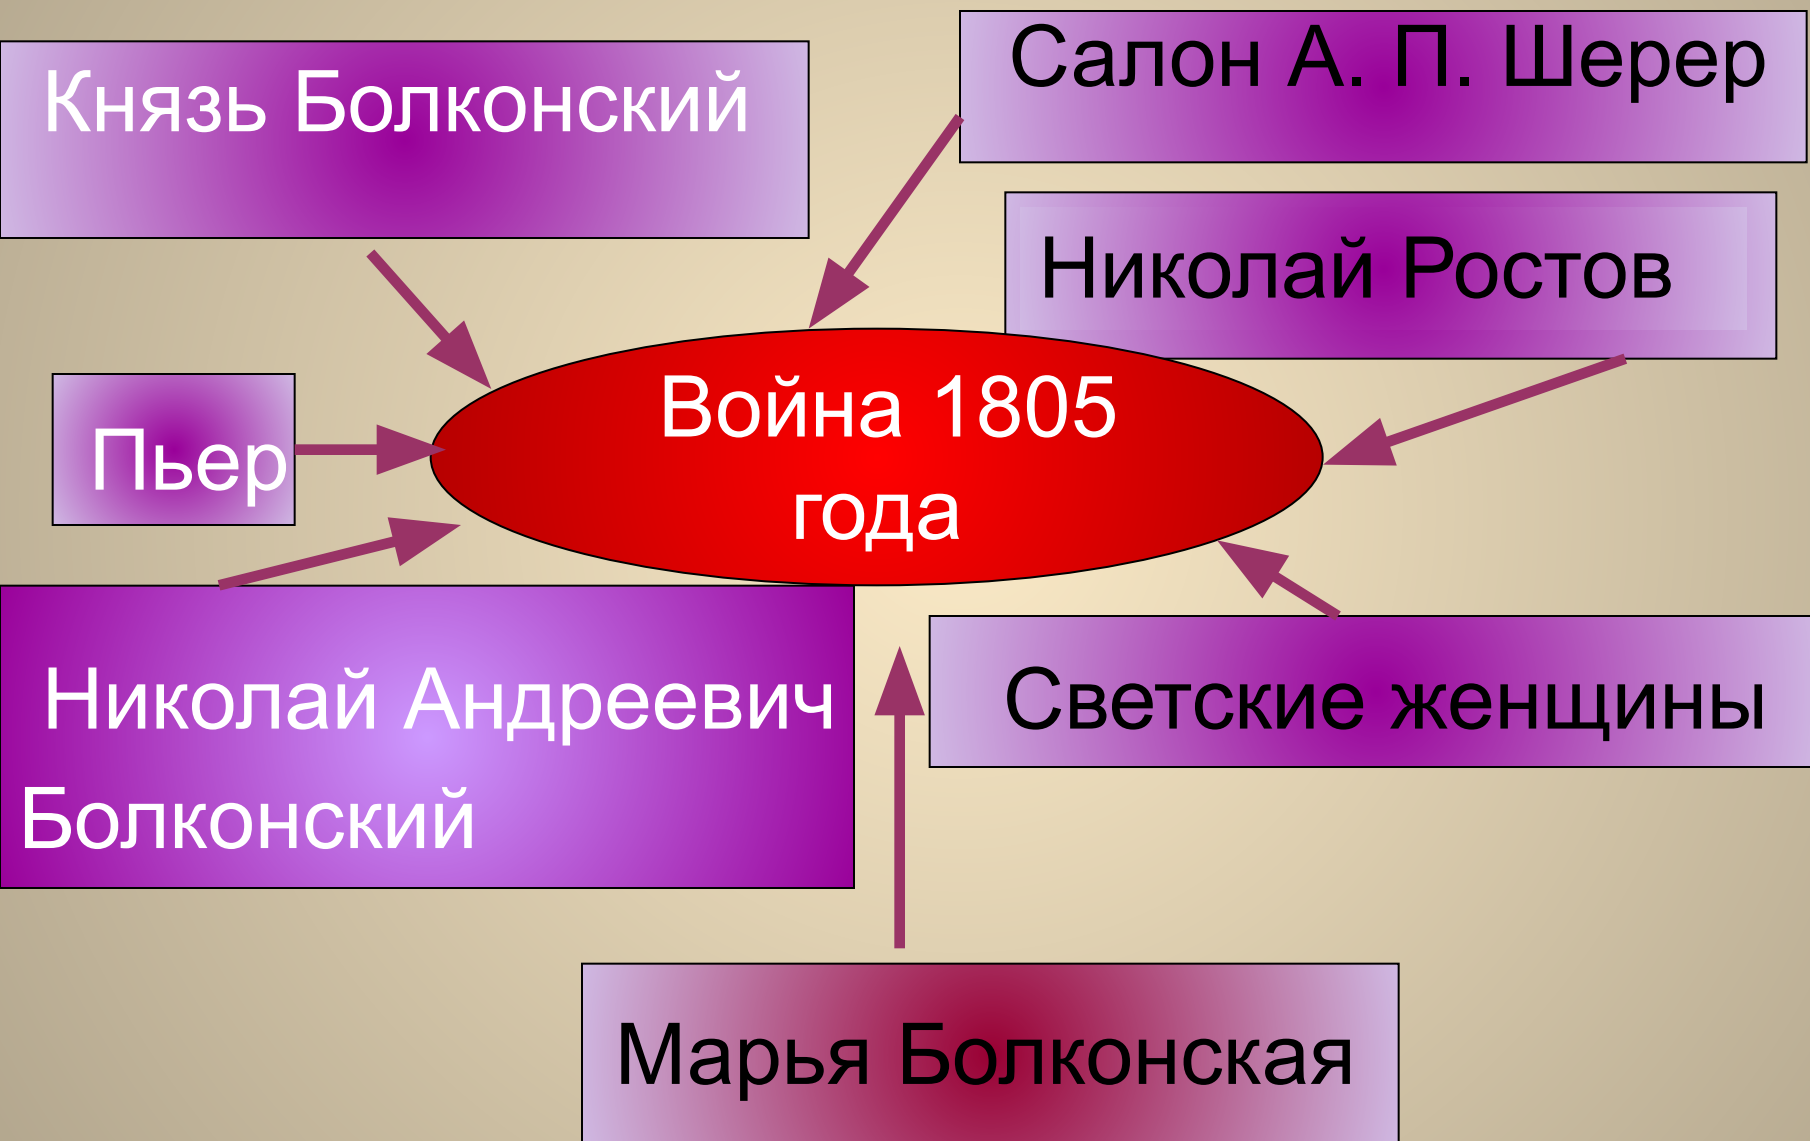 Князь Болконский
Салон А. П. Шерер
Николай Ростов
Пьер
Война 1805
года
Николай Андреевич
Болконский
Светские женщины
Марья Болконская